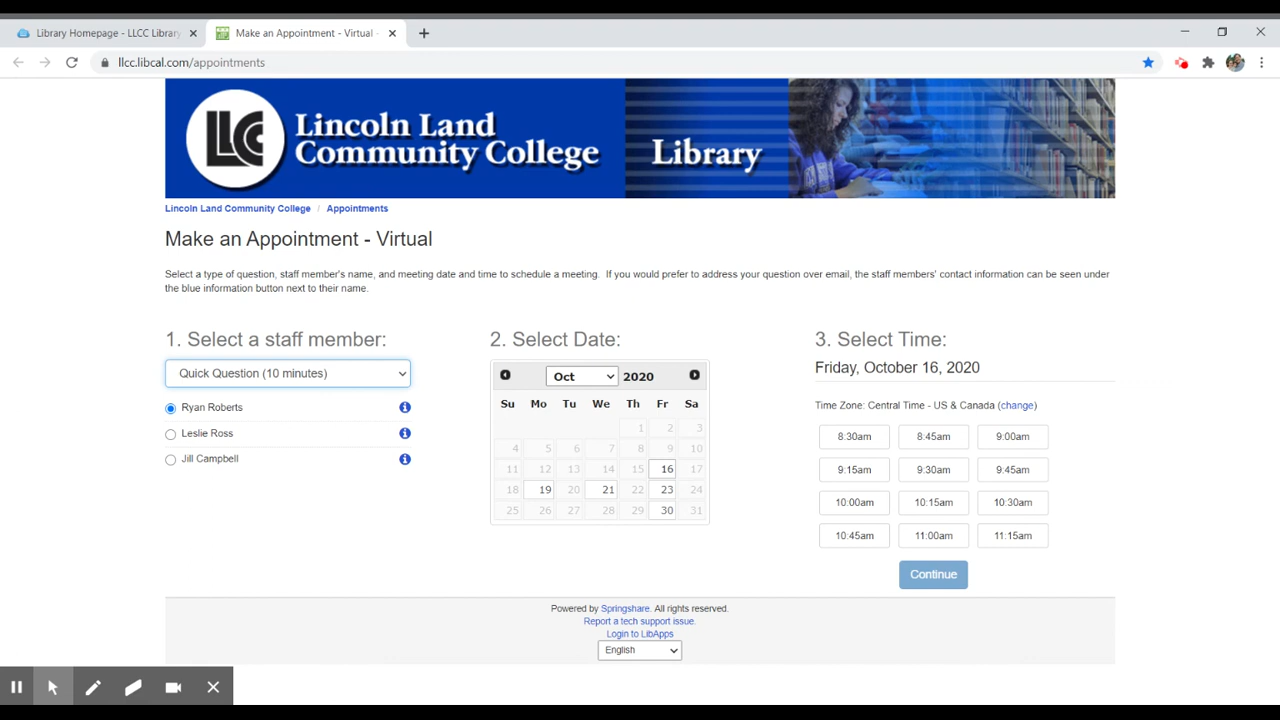 Library Homepage - LLCC Library
Make an Appointment - Virtual -
llcc.libcal.com/appointments
LLC
Lincoln Land
Community College
Library
Lincoln Land Community College / Appointments
Make an Appointment - Virtual
Select a type of question, staff member's name, and meeting date and time to schedule a meeting. If you would prefer to address your question over email, the staff members' contact information can be seen under
the blue information button next to their name.
1. Select a staff member:
Quick Question (10 minutes)
Ryan Roberts
Leslie Ross
Jill Campbell
2. Select Date:
Oct 2020
Su Mo Tu We Th Fr Sa
1 2 3
4 5 6 7 8 9 10
11 12 13 14 15 16 17
18 19 20 21 22 23 24
25 26 27 28 29 30 31
3. Select Time:
Friday, October 16, 2020
Time Zone: Central Time - US & Canada (change)
8:30am 8:45am 9:00am
9:15am 9:30am 9:45am
10:00am 10:15am 10:30am
10:45am 11:00am 11:15am
Continue
Powered by Springshare. All rights reserved.
Report a tech support issue.
Login to LibApps
English